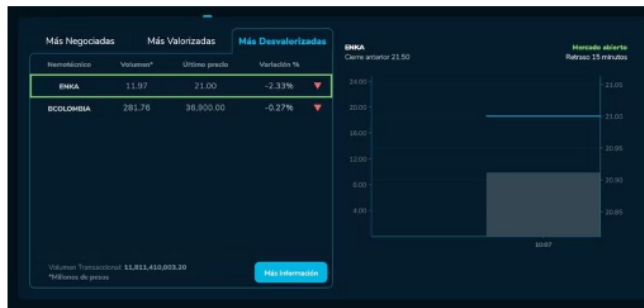 Más Negociadas Más Valorizadas Más Desvalorizadas
Nemotécnico Volumen* Último precio Variación %
ENKA 11.97 21.00 -2.33%
BCOLOMBIA 281.76 36,900.00 -0.27%
Volumen Transaccional: 11,811,410,003.20
*Millones de pesos
Más Información
ENKA Mercado abierto
Cierre anterior 21.50 Retraso 15 minutos
24.00 21.05
20.00 21.00
16.00 20.95
12.00 20.90
8.00 20.85
4.00
10:07